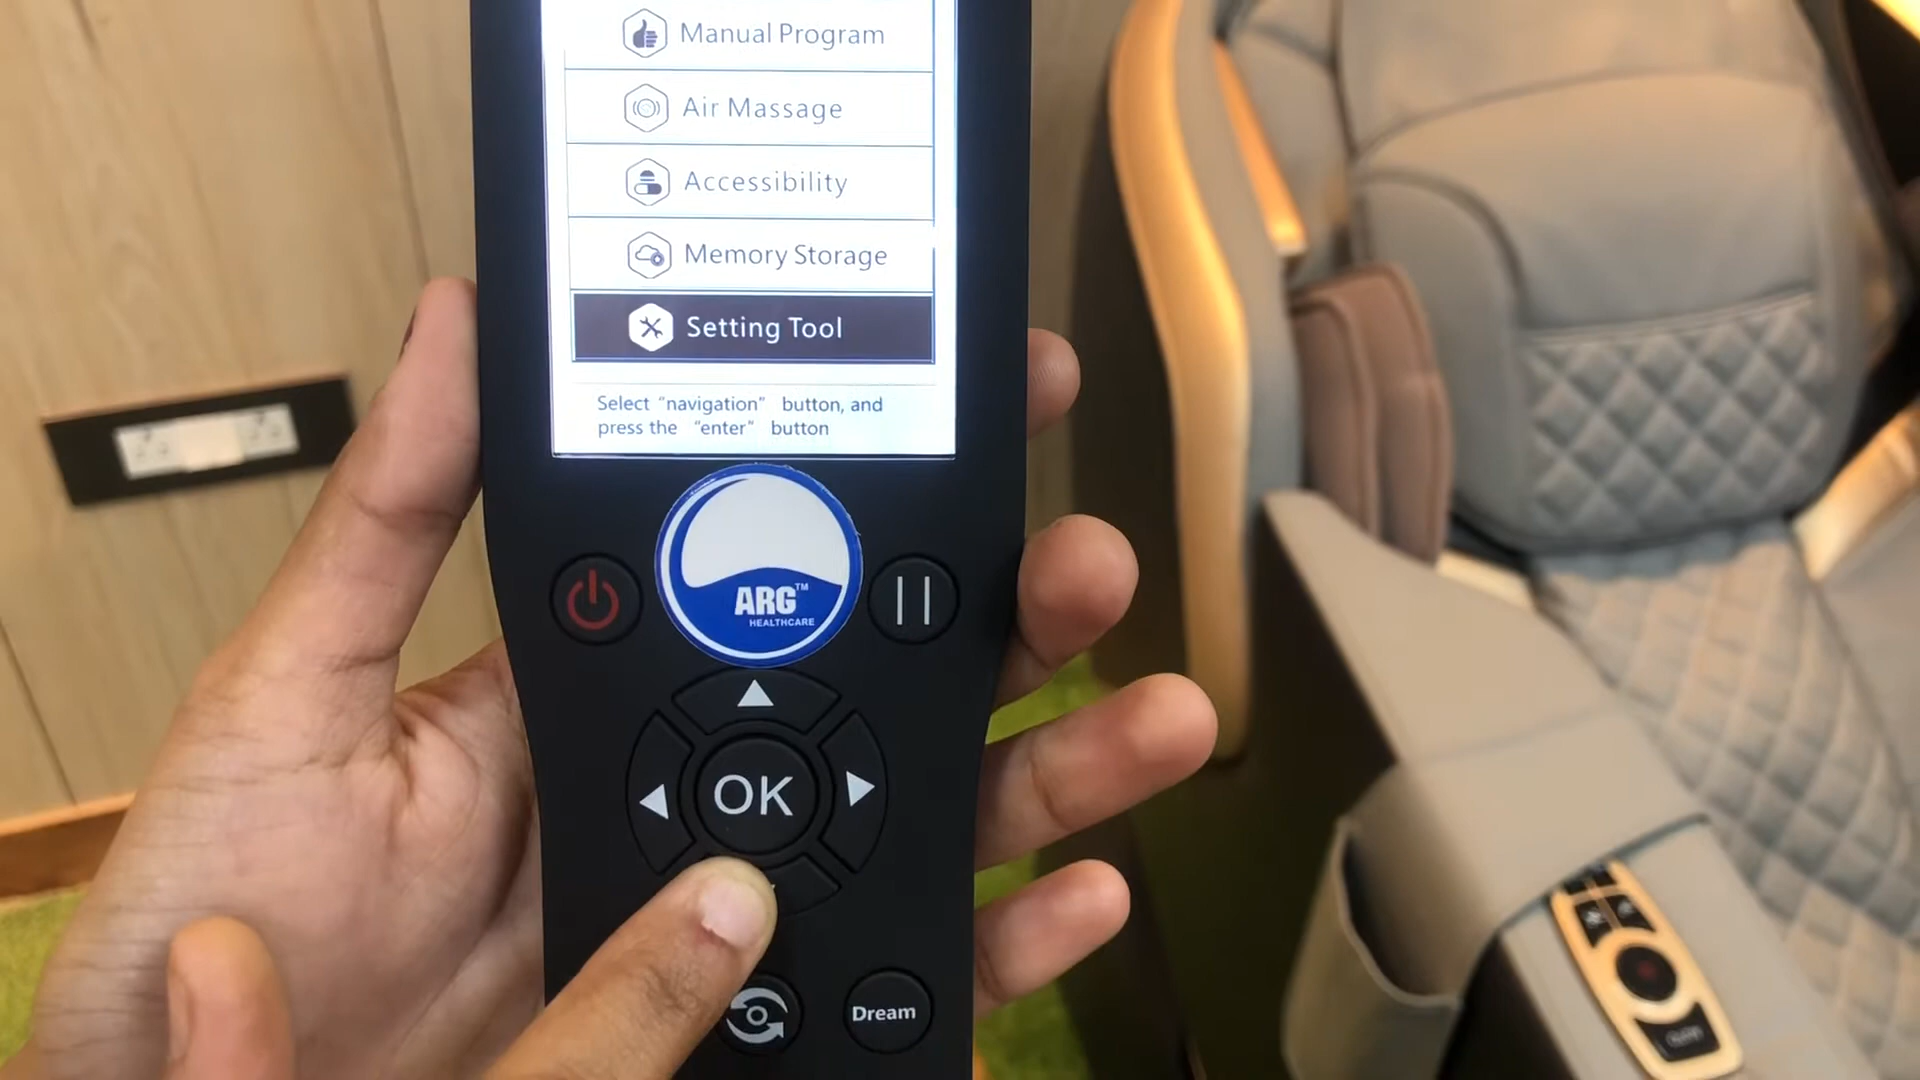 Manual Program
Air Massage
Accessibility
Memory Storage
Setting Tool
Select “navigation” button, and
press the “enter” button
ARG™
HEALTHCARE
OK
Dream